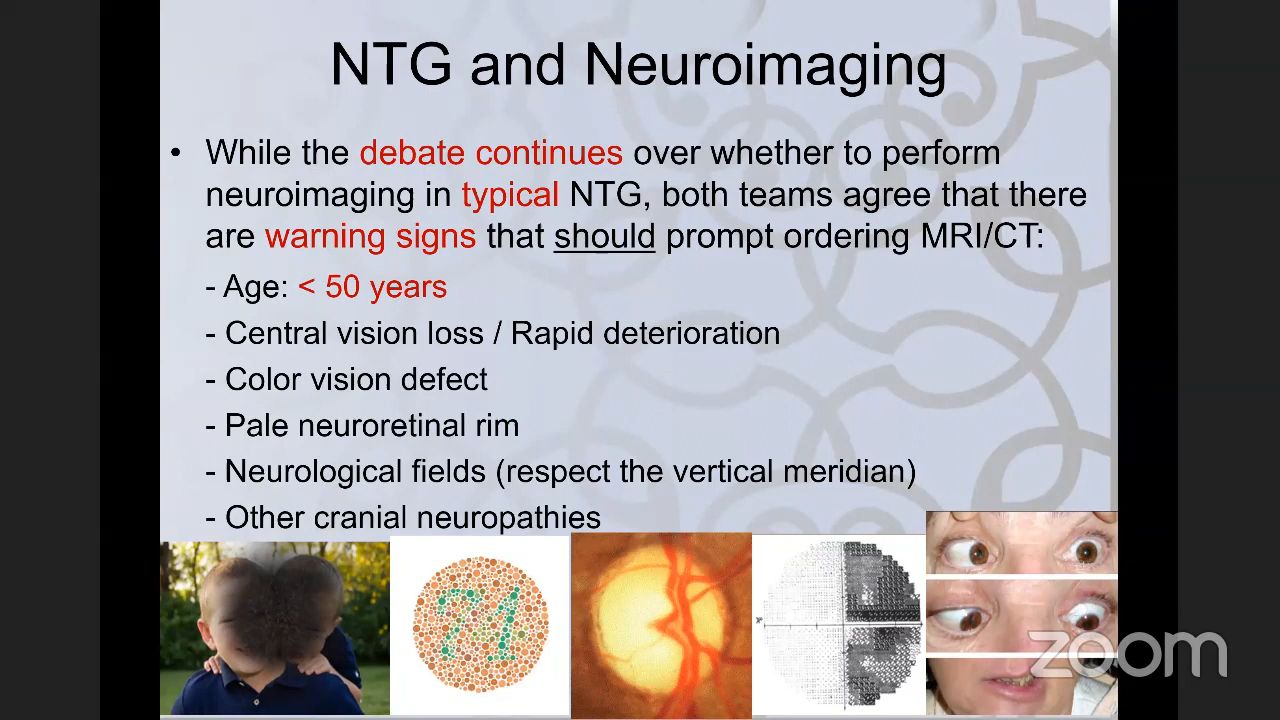 NTG and Neuroimaging
• While the debate continues over whether to perform
neuroimaging in typical NTG, both teams agree that there
are warning signs that should prompt ordering MRI/CT:
- Age: < 50 years
- Central vision loss / Rapid deterioration
- Color vision defect
- Pale neuroretinal rim
- Neurological fields (respect the vertical meridian)
- Other cranial neuropathies
74
zoom